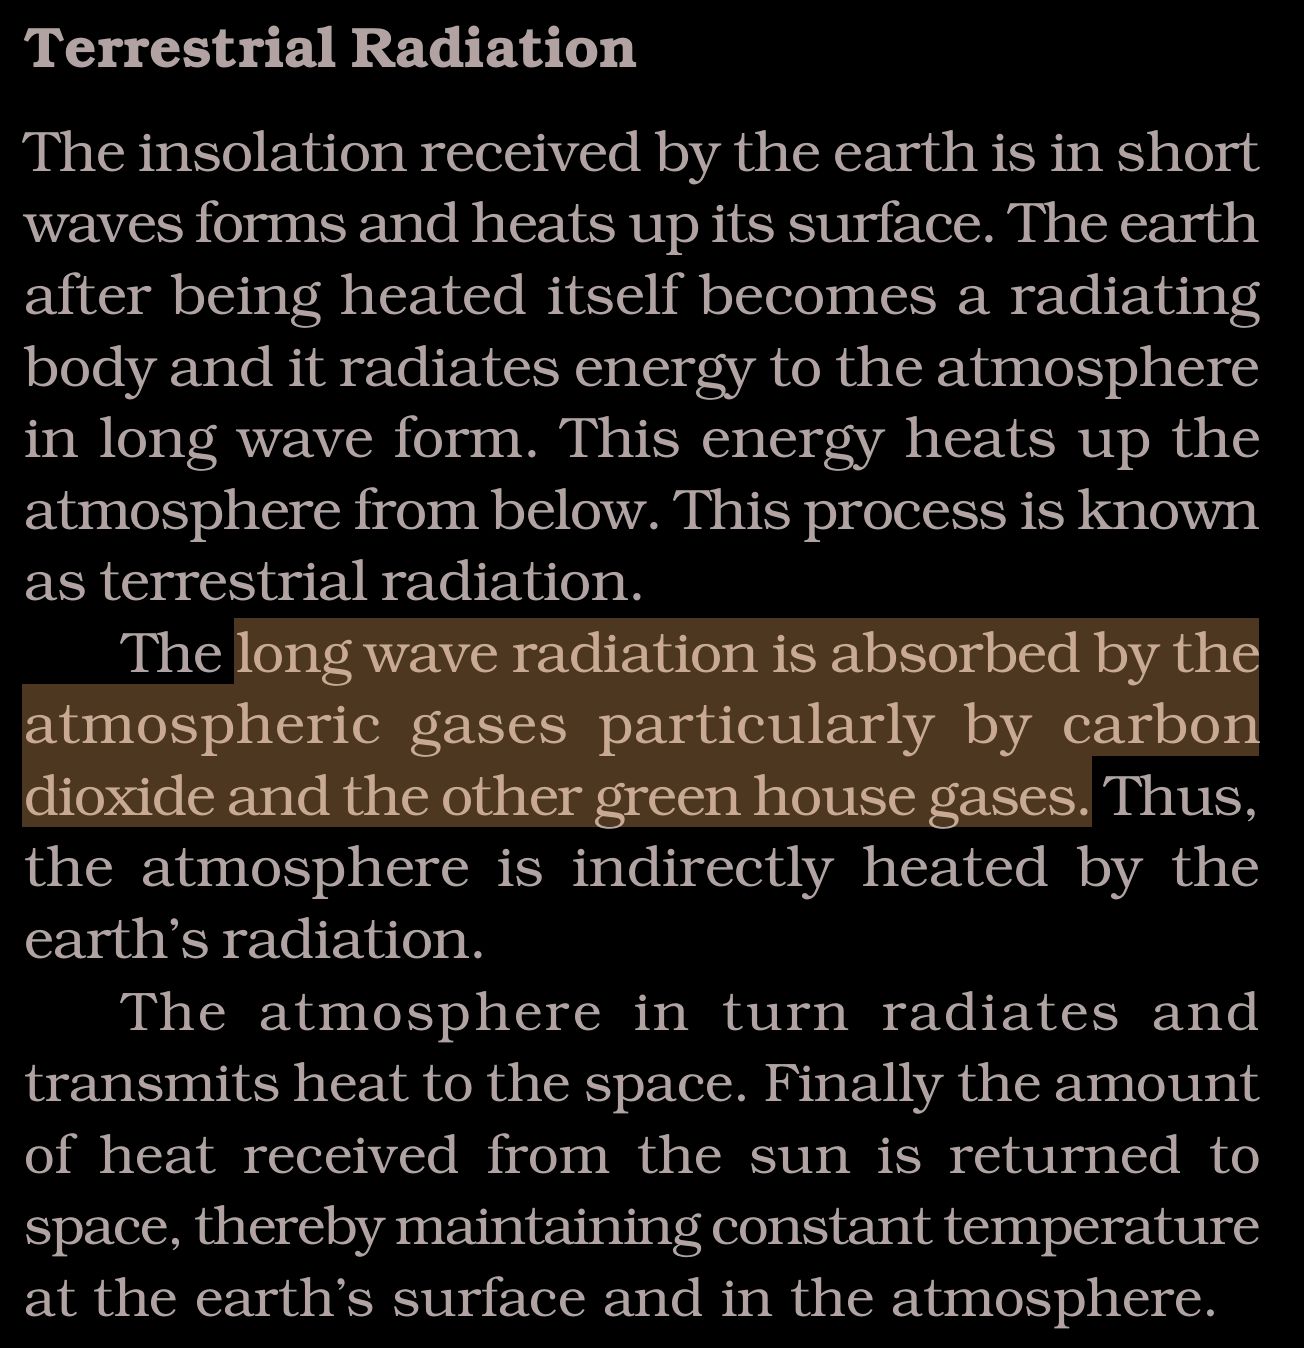 Terrestrial Radiation
The insolation received by the earth is in short
waves forms and heats up its surface. The earth
after being heated itself becomes a radiating
body and it radiates energy to the atmosphere
in long wave form. This energy heats up the
atmosphere from below. This process is known
as terrestrial radiation.
The long wave radiation is absorbed by the
atmospheric gases particularly by carbon
dioxide and the other green house gases. Thus,
the atmosphere is indirectly heated by the
earth’s radiation.
The atmosphere in turn radiates and
transmits heat to the space. Finally the amount
of heat received from the sun is returned to
space, thereby maintaining constant temperature
at the earth’s surface and in the atmosphere.